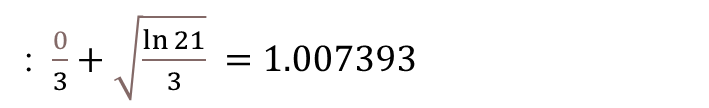 : 0/3 + √(ln 21/3) = 1.007393